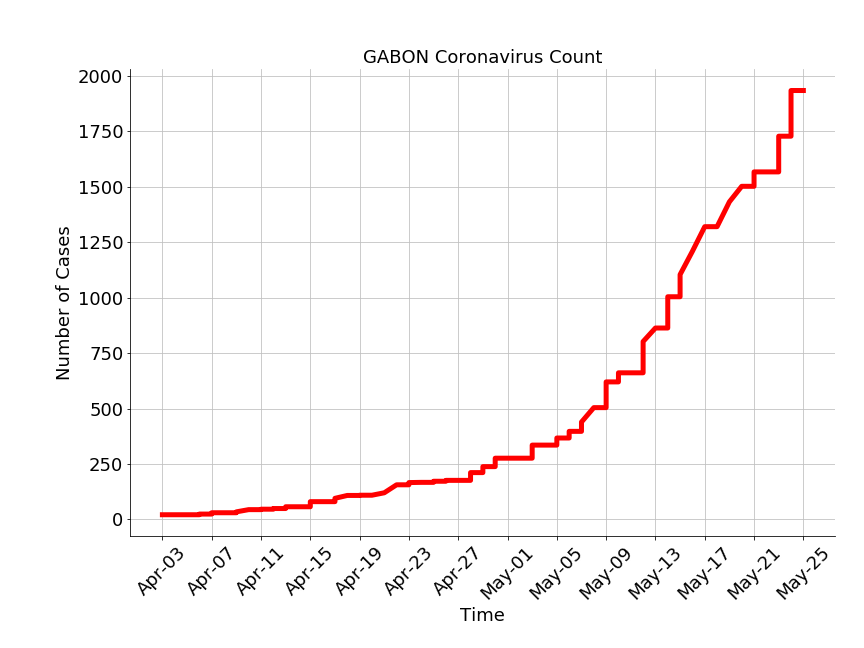 GABON Coronavirus Count
2000
1750
1500
1250
1000
750
500
250
0
Number of Cases
Apr-03
Apr-07
Apr-11
Apr-15
Apr-19
Apr-23
Apr-27
May-01
May-05
May-09
May-13
May-17
May-21
May-25
Time